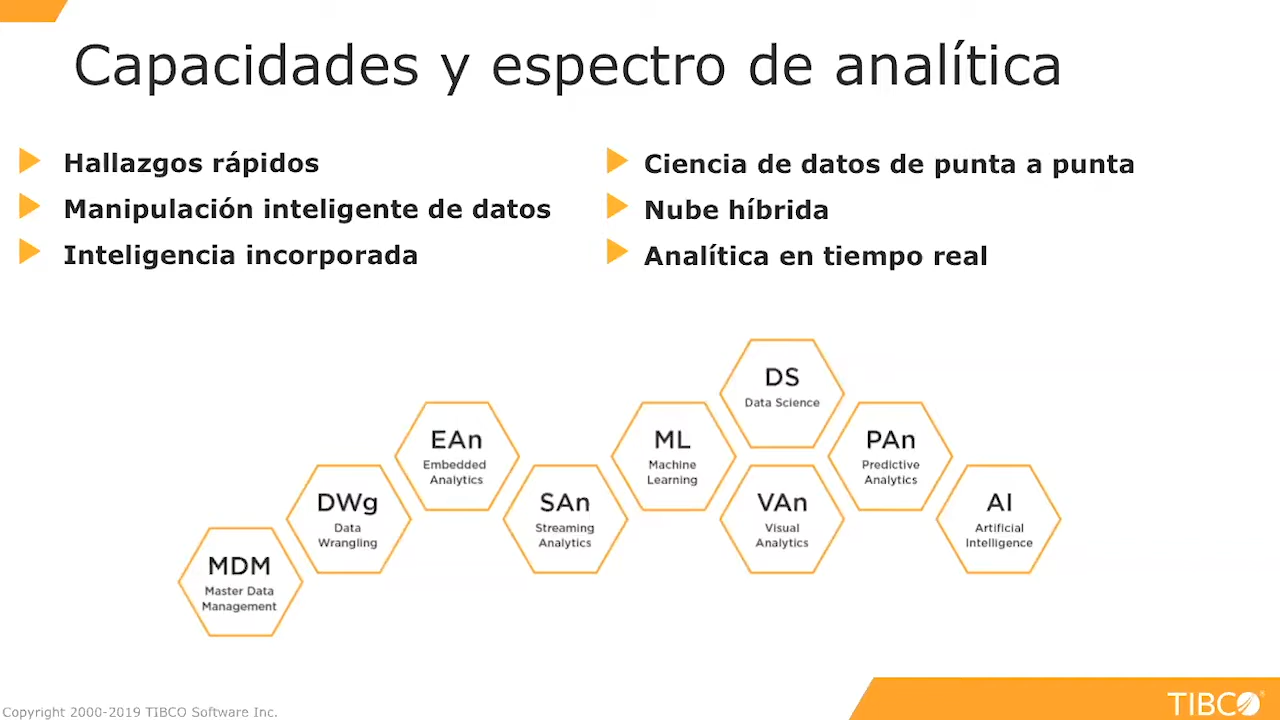 Capacidades y espectro de analítica
Hallazgos rápidos
Manipulación inteligente de datos
Inteligencia incorporada
Ciencia de datos de punta a punta
Nube híbrida
Analítica en tiempo real
MDM
Master Data
Management
DWg
Data
Wrangling
EAn
Embedded
Analytics
SAn
Streaming
Analytics
ML
Machine
Learning
DS
Data Science
VAn
Visual
Analytics
PAn
Predictive
Analytics
AI
Artificial
Intelligence
Copyright 2000-2019 TIBCO Software Inc.
TIBCO®